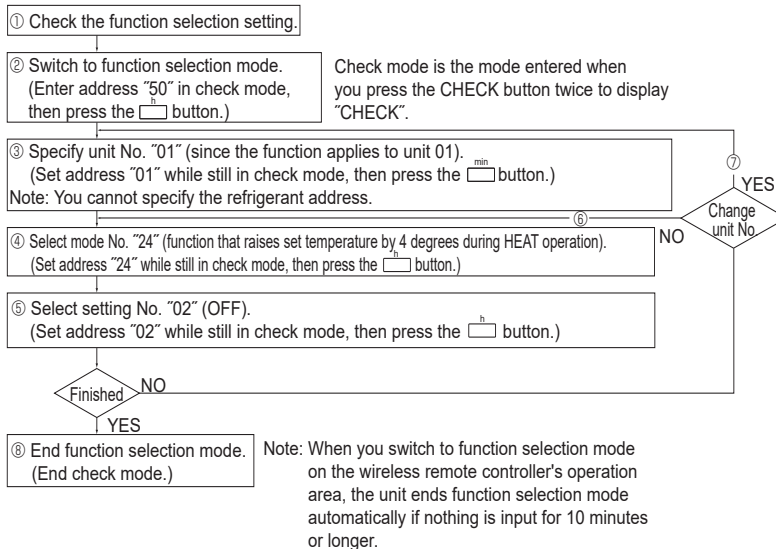 ① Check the function selection setting.
② Switch to function selection mode.
(Enter address ˝50˝ in check mode,
then press the h button.)
Check mode is the mode entered when
you press the CHECK button twice to display
˝CHECK˝.
③ Specify unit No. ˝01˝ (since the function applies to unit 01).
(Set address ˝01˝ while still in check mode, then press the min button.)
Note: You cannot specify the refrigerant address.
⑦
YES
Change
unit No.
⑥
NO
④ Select mode No. ˝24˝ (function that raises set temperature by 4 degrees during HEAT operation).
(Set address ˝24˝ while still in check mode, then press the h button.)
⑤ Select setting No. ˝02˝ (OFF).
(Set address ˝02˝ while still in check mode, then press the h button.)
Finished
NO
YES
⑧ End function selection mode.
(End check mode.)
Note: When you switch to function selection mode
on the wireless remote controller's operation
area, the unit ends function selection mode
automatically if nothing is input for 10 minutes
or longer.